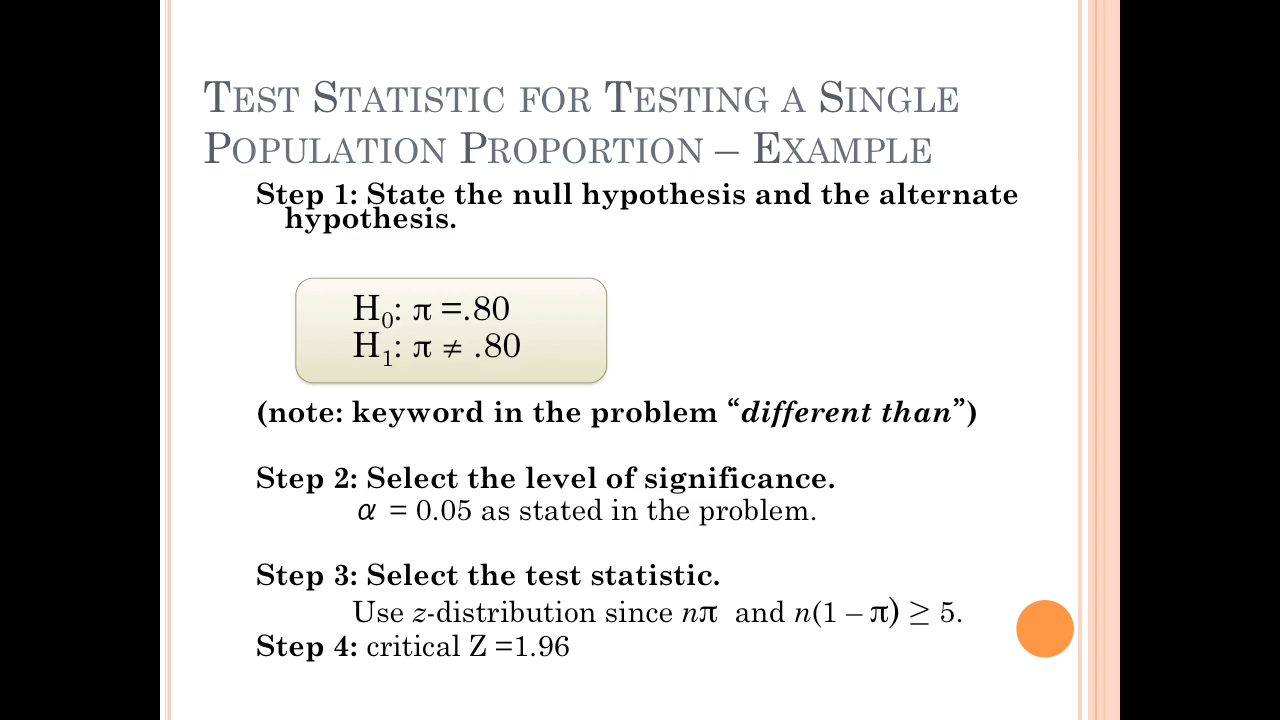 TEST STATISTIC FOR TESTING A SINGLE
POPULATION PROPORTION – EXAMPLE
Step 1: State the null hypothesis and the alternate
hypothesis.
H₀: π =.80
H₁: π ≠ .80
(note: keyword in the problem “different than”)
Step 2: Select the level of significance.
α = 0.05 as stated in the problem.
Step 3: Select the test statistic.
Use z-distribution since nπ and n(1 – π) ≥ 5.
Step 4: critical Z =1.96